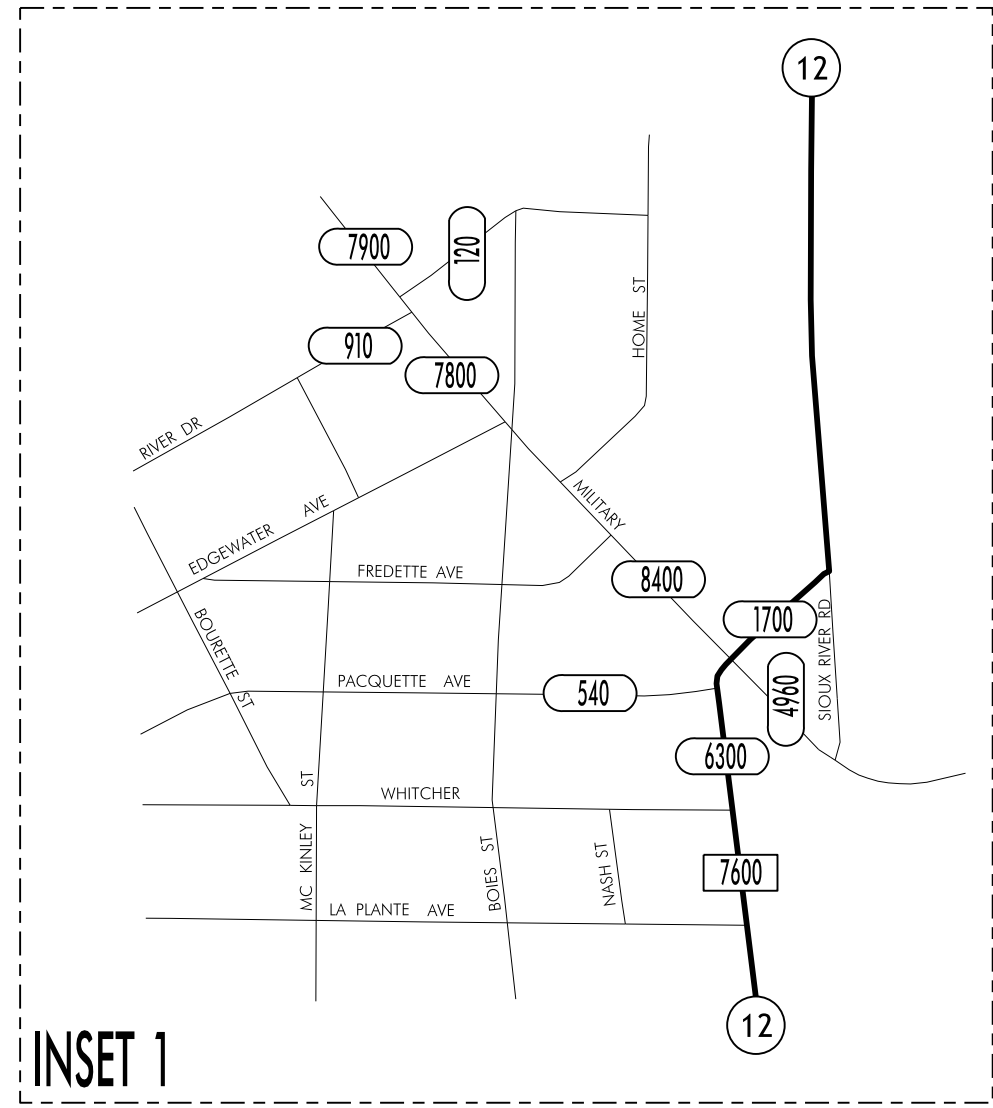 12
7900
120
HOME ST
910
7800
RIVER DR
MILITARY
EDGEWATER AVE
FREDETTE AVE
8400
1700
SIOUX RIVER RD
BOURETTE ST
PACQUETTE AVE
540
4960
6300
WHITCHER
MC KINLEY ST
BOIES ST
NASH ST
7600
LA PLANTE AVE
12
INSET 1